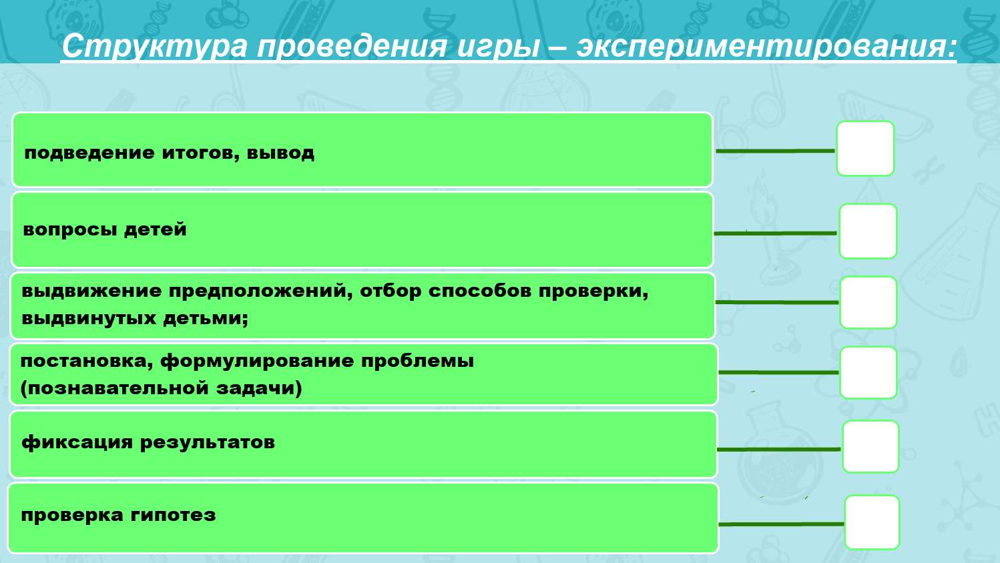 Структура проведения игры – экспериментирования:
подведение итогов, вывод
вопросы детей
выдвижение предположений, отбор способов проверки,
выдвинутых детьми;
постановка, формулирование проблемы
(познавательной задачи)
фиксация результатов
проверка гипотез